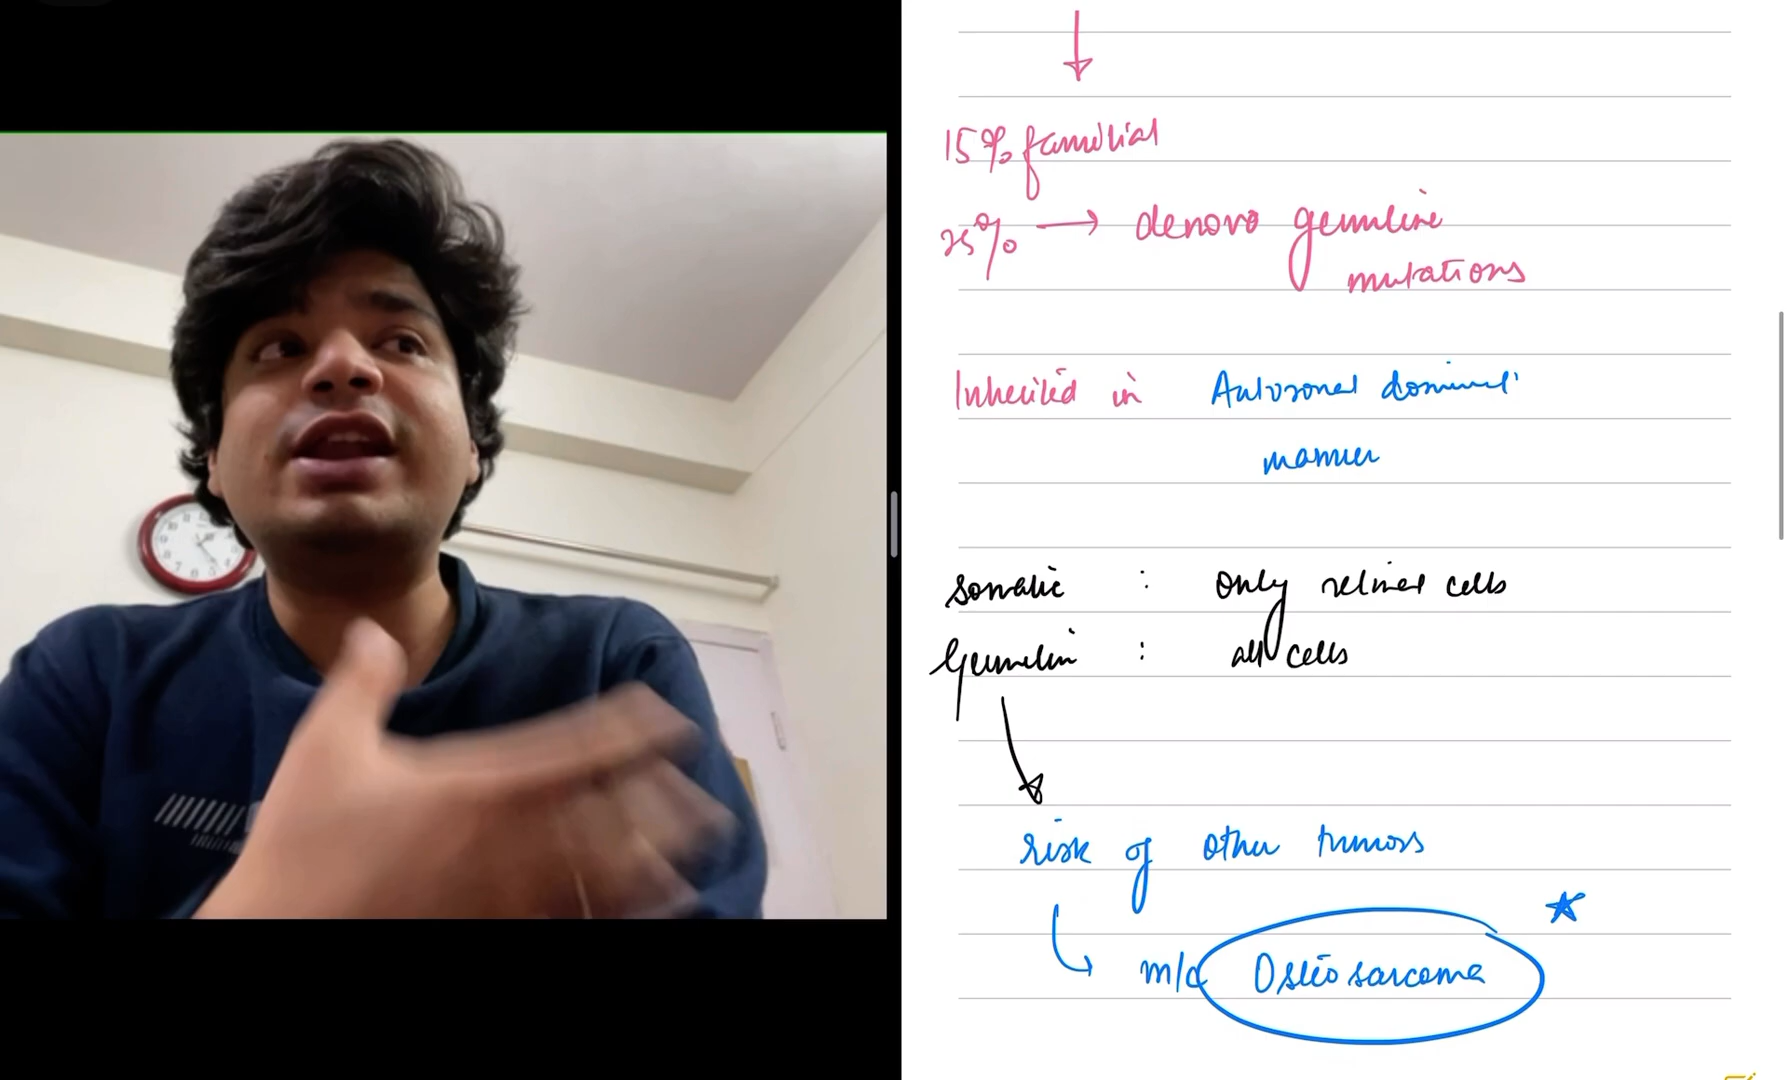 15% familial
25% → denovo germline
mutations
Inherited in Autosomal dominant
manner
somatic : only retinal cells
Germlin : all cells
risk of other tumors
m/c Osteosarcoma